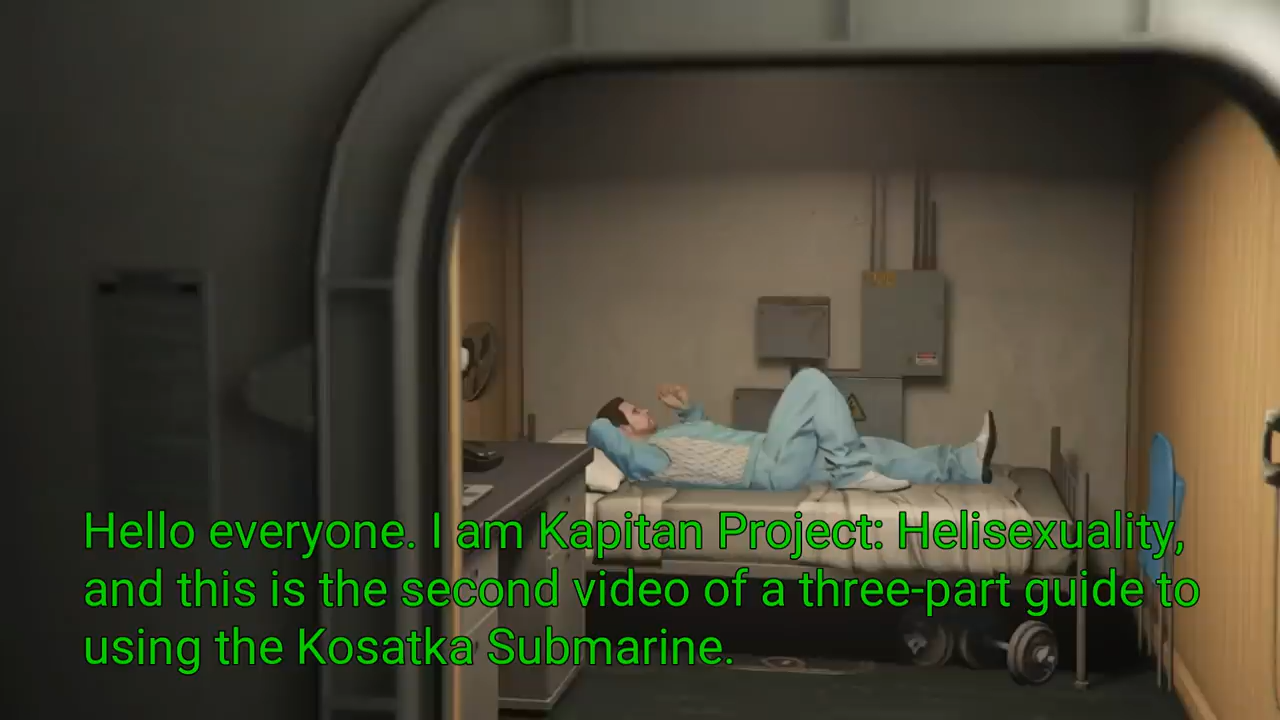 Hello everyone. I am Kapitan Project: Helisexuality,
and this is the second video of a three-part guide to
using the Kosatka Submarine.